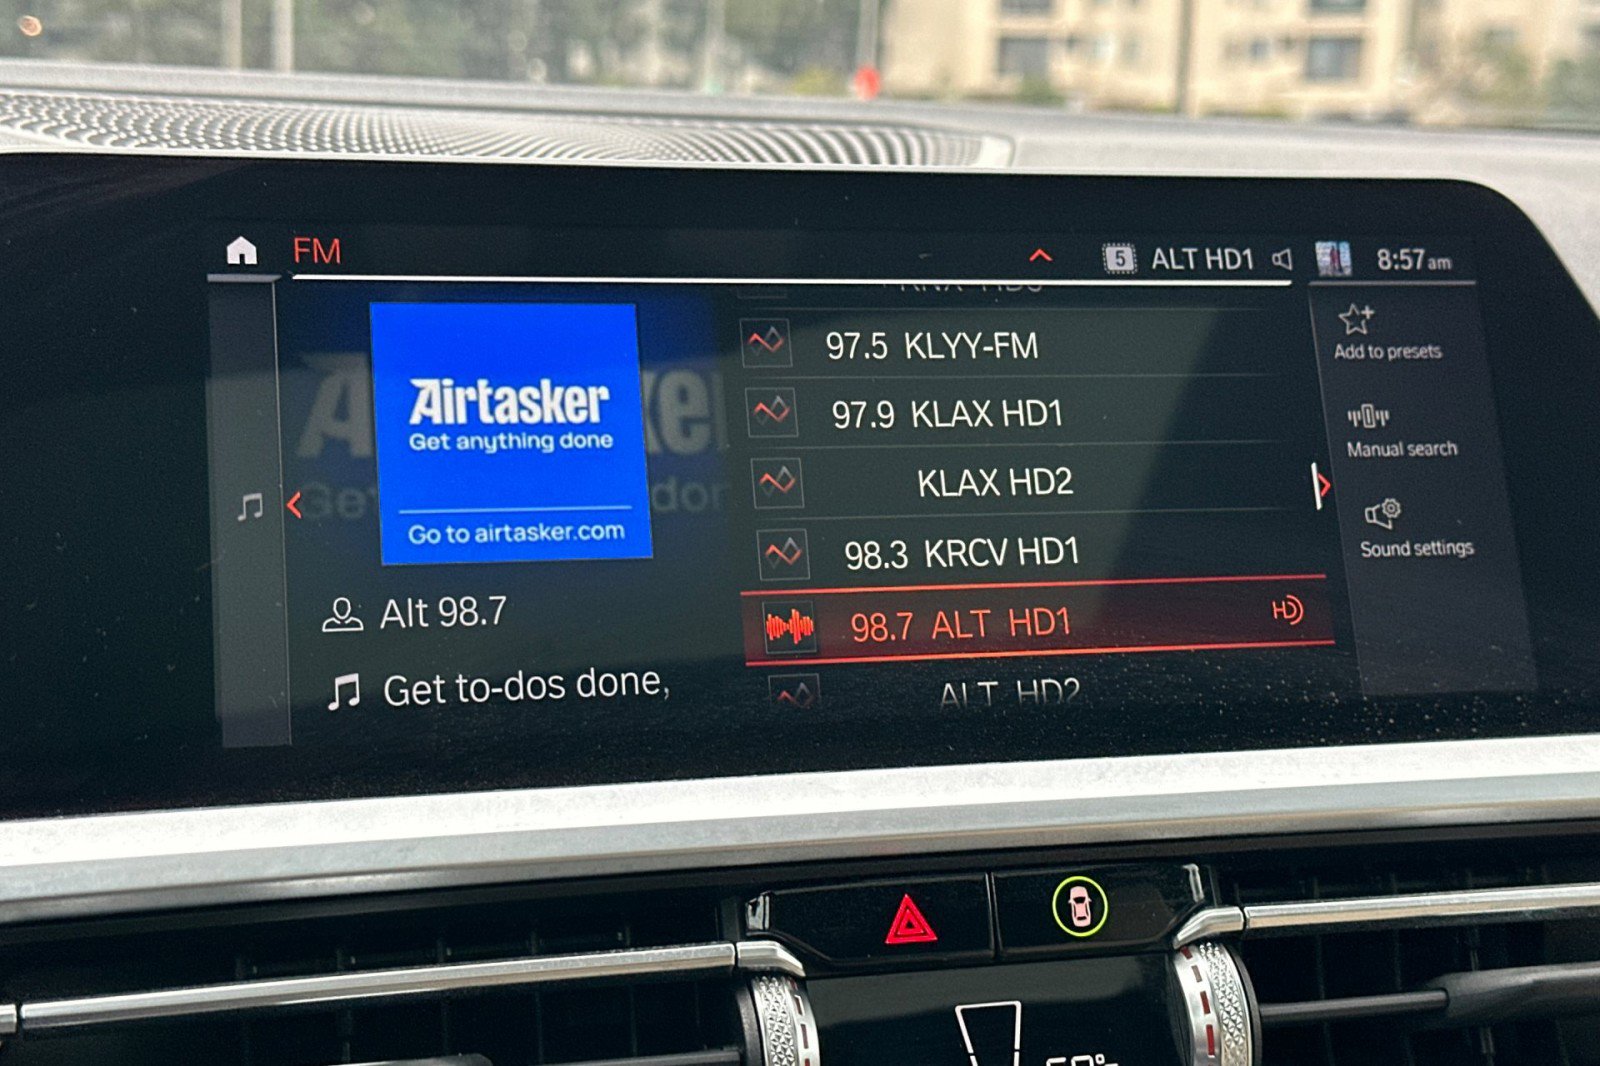 FM
5 ALT HD1
8:57am
Airtasker
Get anything done
Go to airtasker.com
Alt 98.7
Get to-dos done,
97.5 KLYY-FM
97.9 KLAX HD1
KLAX HD2
98.3 KRCV HD1
98.7 ALT HD1 HD
ALT HD2
Add to presets
Manual search
Sound settings